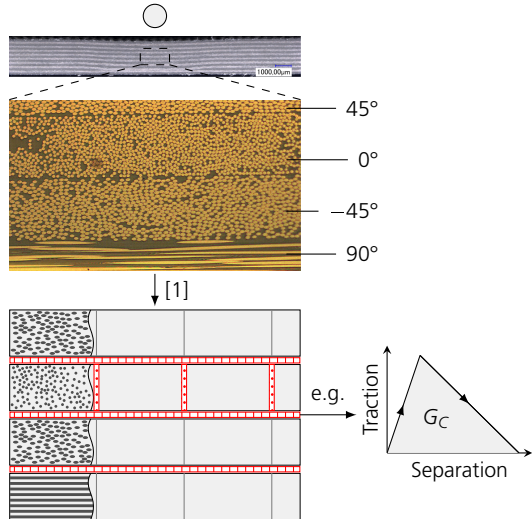 1000.00μm
45°
0°
−45°
90°
[1]
e.g.
Traction
G_C
Separation